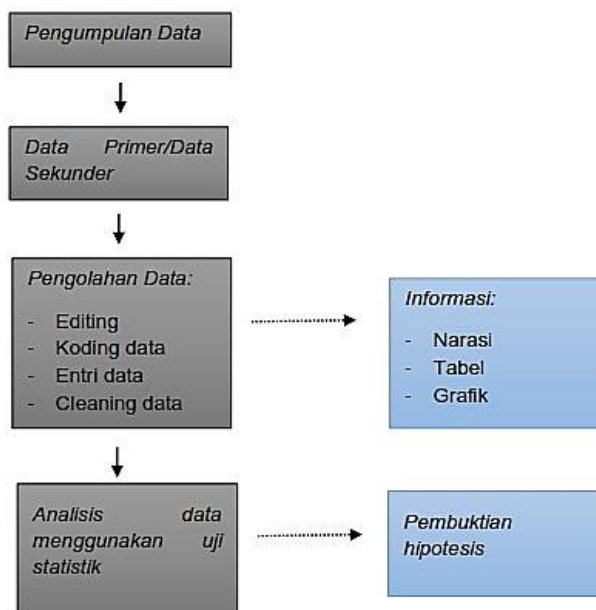 Pengumpulan Data
Data Primer/Data
Sekunder
Pengolahan Data:
- Editing
- Koding data
- Entri data
- Cleaning data
Informasi:
- Narasi
- Tabel
- Grafik
Analisis data
menggunakan uji
statistik
Pembuktian
hipotesis